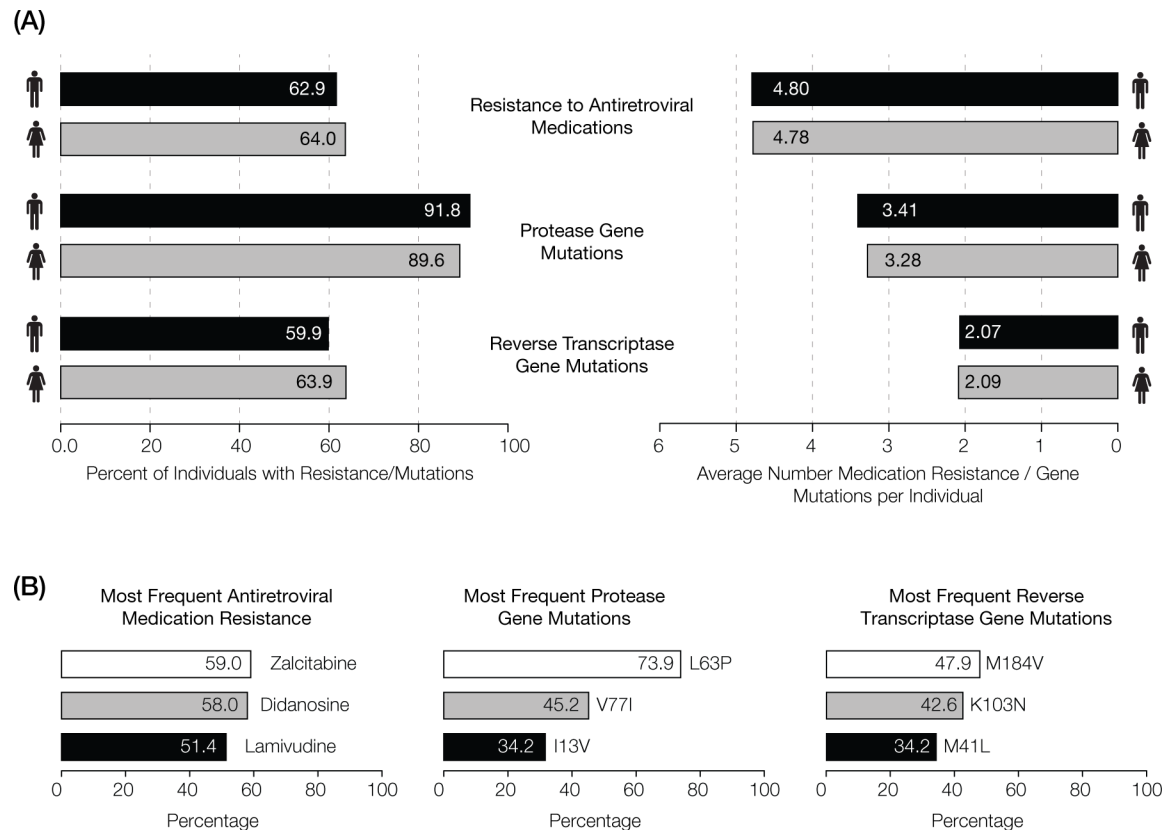 (A)
62.9
64.0
91.8
89.6
59.9
63.9
0.0 20 40 60 80 100
Percent of Individuals with Resistance/Mutations
Resistance to Antiretroviral
Medications
Protease Gene
Mutations
Reverse Transcriptase
Gene Mutations
4.80
4.78
3.41
3.28
2.07
2.09
6 5 4 3 2 1 0
Average Number Medication Resistance / Gene
Mutations per Individual
(B)
Most Frequent Antiretroviral
Medication Resistance
59.0 Zalcitabine
58.0 Didanosine
51.4 Lamivudine
0 20 40 60 80 100
Percentage
Most Frequent Protease
Gene Mutations
73.9 L63P
45.2 V77I
34.2 I13V
0 20 40 60 80 100
Percentage
Most Frequent Reverse
Transcriptase Gene Mutations
47.9 M184V
42.6 K103N
34.2 M41L
0 20 40 60 80 100
Percentage